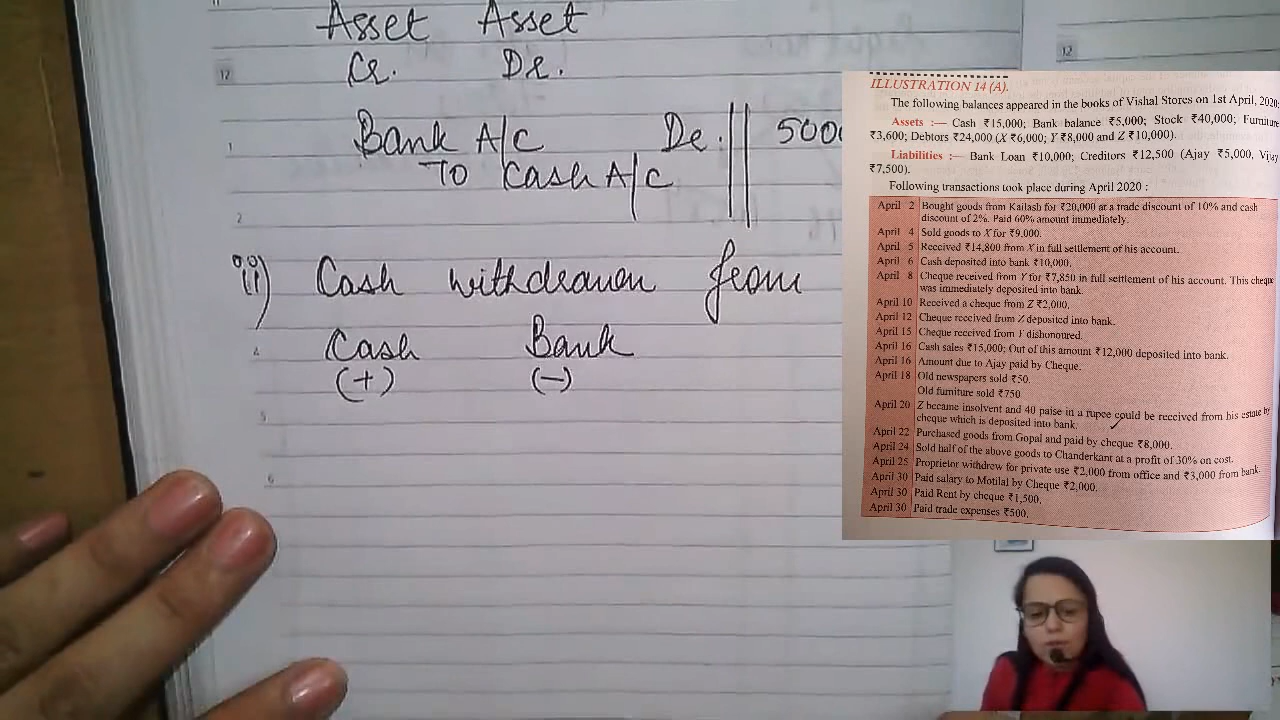 Asset Asset
Cr. Dr.
Bank A/C Dr. 5000
To Cash A/C
ii) Cash withdrawn from
Cash Bank
(+) (−)
12
1
2
4
5
6
12
ILLUSTRATION 14 (A).
The following balances appeared in the books of Vishal Stores on 1st April, 2020
Assets :— Cash ₹15,000; Bank balance ₹5,000; Stock ₹40,000; Furniture
₹3,600; Debtors ₹24,000 (X ₹6,000; Y ₹8,000 and Z ₹10,000).
Liabilities :— Bank Loan ₹10,000; Creditors ₹12,500 (Ajay ₹5,000, Vijay
₹7,500).
Following transactions took place during April 2020 :
April 2 Bought goods from Kailash for ₹20,000 at a trade discount of 10% and cash
discount of 2%. Paid 60% amount immediately.
April 4 Sold goods to X for ₹9,000.
April 5 Received ₹14,800 from X in full settlement of his account.
April 6 Cash deposited into bank ₹10,000.
April 8 Cheque received from Y for ₹7,850 in full settlement of his account. This cheque
was immediately deposited in bank.
April 10 Received a cheque from Z ₹2,000.
April 12 Cheque received from Z deposited into bank.
April 15 Cheque received from Y dishonoured.
April 16 Cash sales ₹15,000; Out of this amount ₹12,000 deposited into bank.
April 16 Amount due to Ajay paid by Cheque.
April 18 Old newspapers sold ₹50.
Old furniture sold ₹750
April 20 Z became insolvent and 40 paise in a rupee could be received from his estate by
cheque which is deposited into bank.
April 22 Purchased goods from Gopal and paid by cheque ₹8,000.
April 24 Sold half of the above goods to Chanderkant at a profit of 30% on cost.
April 25 Proprietor withdrew for private use ₹2,000 from office and ₹3,000 from bank.
April 30 Paid salary to Motilal by Cheque ₹2,000.
April 30 Paid Rent by cheque ₹1,500.
April 30 Paid trade expenses ₹500.